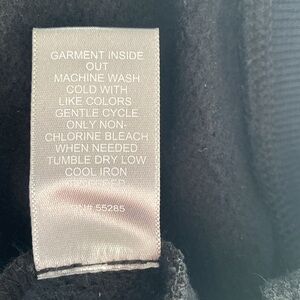 GARMENT INSIDE
OUT
MACHINE WASH
COLD WITH
LIKE COLORS
GENTLE CYCLE
ONLY NON-
CHLORINE BLEACH
WHEN NEEDED
TUMBLE DRY LOW
COOL IRON
55285